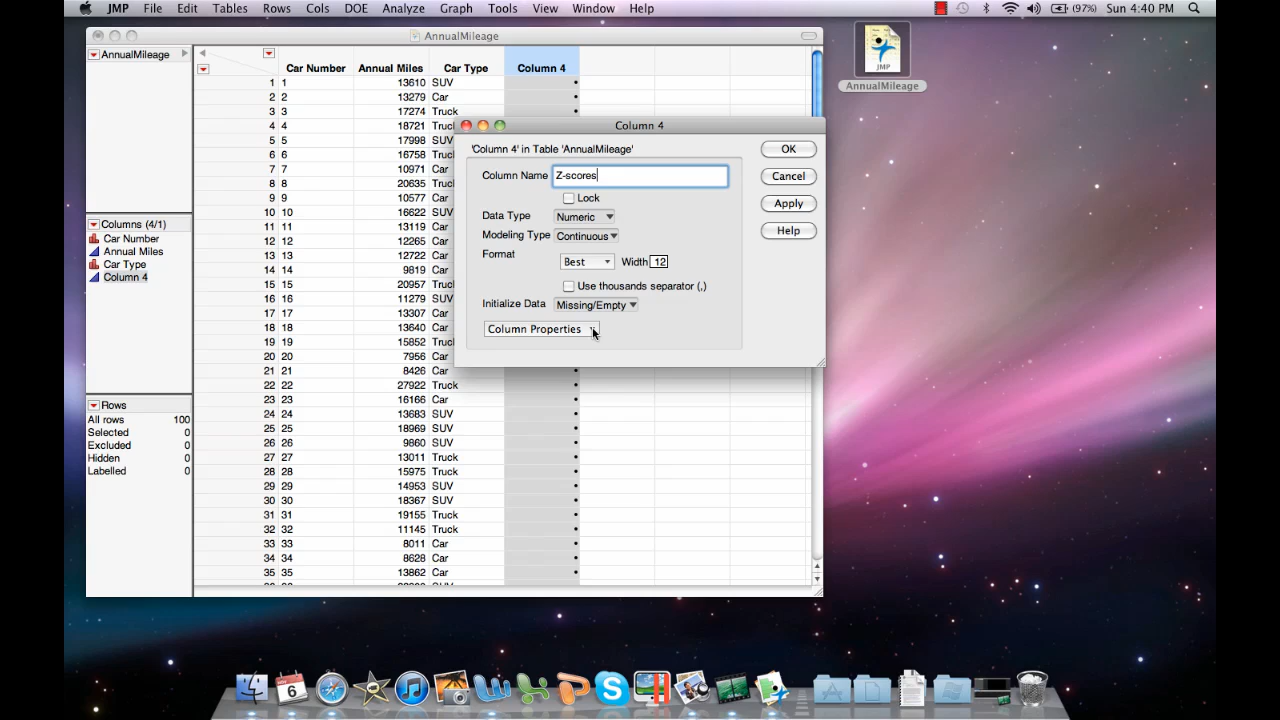 JMP File Edit Tables Rows Cols DOE Analyze Graph Tools View Window Help (97%) Sun 4:40 PM
AnnualMileage
AnnualMileage
Car Number Annual Miles Car Type Column 4
1 1 13610 SUV •
2 2 13279 Car •
3 3 17274 Truck •
4 4 18721 Truck
5 5 17998 SUV
6 6 16758 Truck
7 7 10971 Car
8 8 20635 Truck
9 9 10577 Car
10 10 16622 SUV
11 11 13119 SUV
12 12 12265 SUV
13 13 12722 Car
14 14 9819 Car
15 15 20957 Truck
16 16 11279 SUV
17 17 13307 Car
18 18 13640 Car
19 19 15852 Truck
20 20 7956 Car
21 21 8426 Car •
22 22 27922 Truck •
23 23 16166 Car •
24 24 13683 SUV •
25 25 18969 SUV •
26 26 9860 SUV •
27 27 13011 Truck •
28 28 15975 Truck •
29 29 14953 SUV •
30 30 18367 SUV •
31 31 19155 Truck •
32 32 11145 Truck •
33 33 8011 Car •
34 34 8628 Car •
35 35 13862 Car •
Columns (4/1)
Car Number
Annual Miles
Car Type
Column 4
Rows
All rows 100
Selected 0
Excluded 0
Hidden 0
Labelled 0
Column 4
'Column 4' in Table 'AnnualMileage'
Column Name Z-scores
Lock
Data Type Numeric
Modeling Type Continuous
Format
Best Width 12
Use thousands separator (,)
Initialize Data Missing/Empty
Column Properties
OK
Cancel
Apply
Help
JMP
AnnualMileage
6